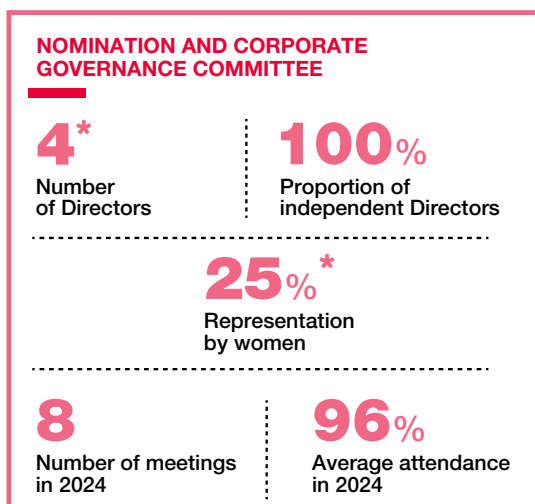 NOMINATION AND CORPORATE
GOVERNANCE COMMITTEE
4*
Number
of Directors
100%
Proportion of
independent Directors
25%*
Representation
by women
8
Number of meetings
in 2024
96%
Average attendance
in 2024